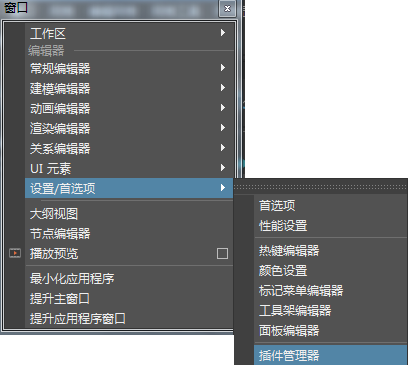 窗口
工作区
编辑器
常规编辑器
建模编辑器
动画编辑器
渲染编辑器
关系编辑器
UI 元素
设置/首选项
大纲视图
节点编辑器
播放预览
最小化应用程序
提升主窗口
提升应用程序窗口
首选项
性能设置
热键编辑器
颜色设置
标记菜单编辑器
工具架编辑器
面板编辑器
插件管理器